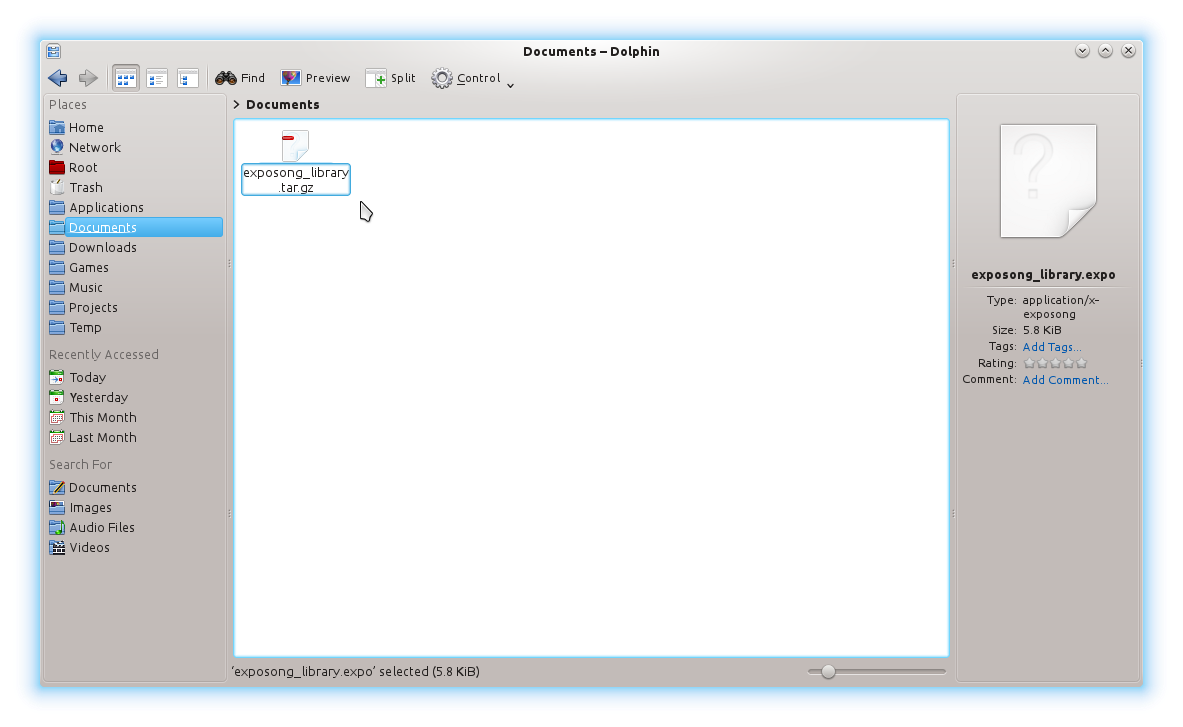 Documents – Dolphin
Find Preview Split Control
Places
Home
Network
Root
Trash
Applications
Documents
Downloads
Games
Music
Projects
Temp
Recently Accessed
Today
Yesterday
This Month
Last Month
Search For
Documents
Images
Audio Files
Videos
> Documents
exposong_library
.tar.gz
'exposong_library.expo' selected (5.8 KiB)
?
exposong_library.expo
Type: application/x-
exposong
Size: 5.8 KiB
Tags: Add Tags...
Rating:
Comment: Add Comment...